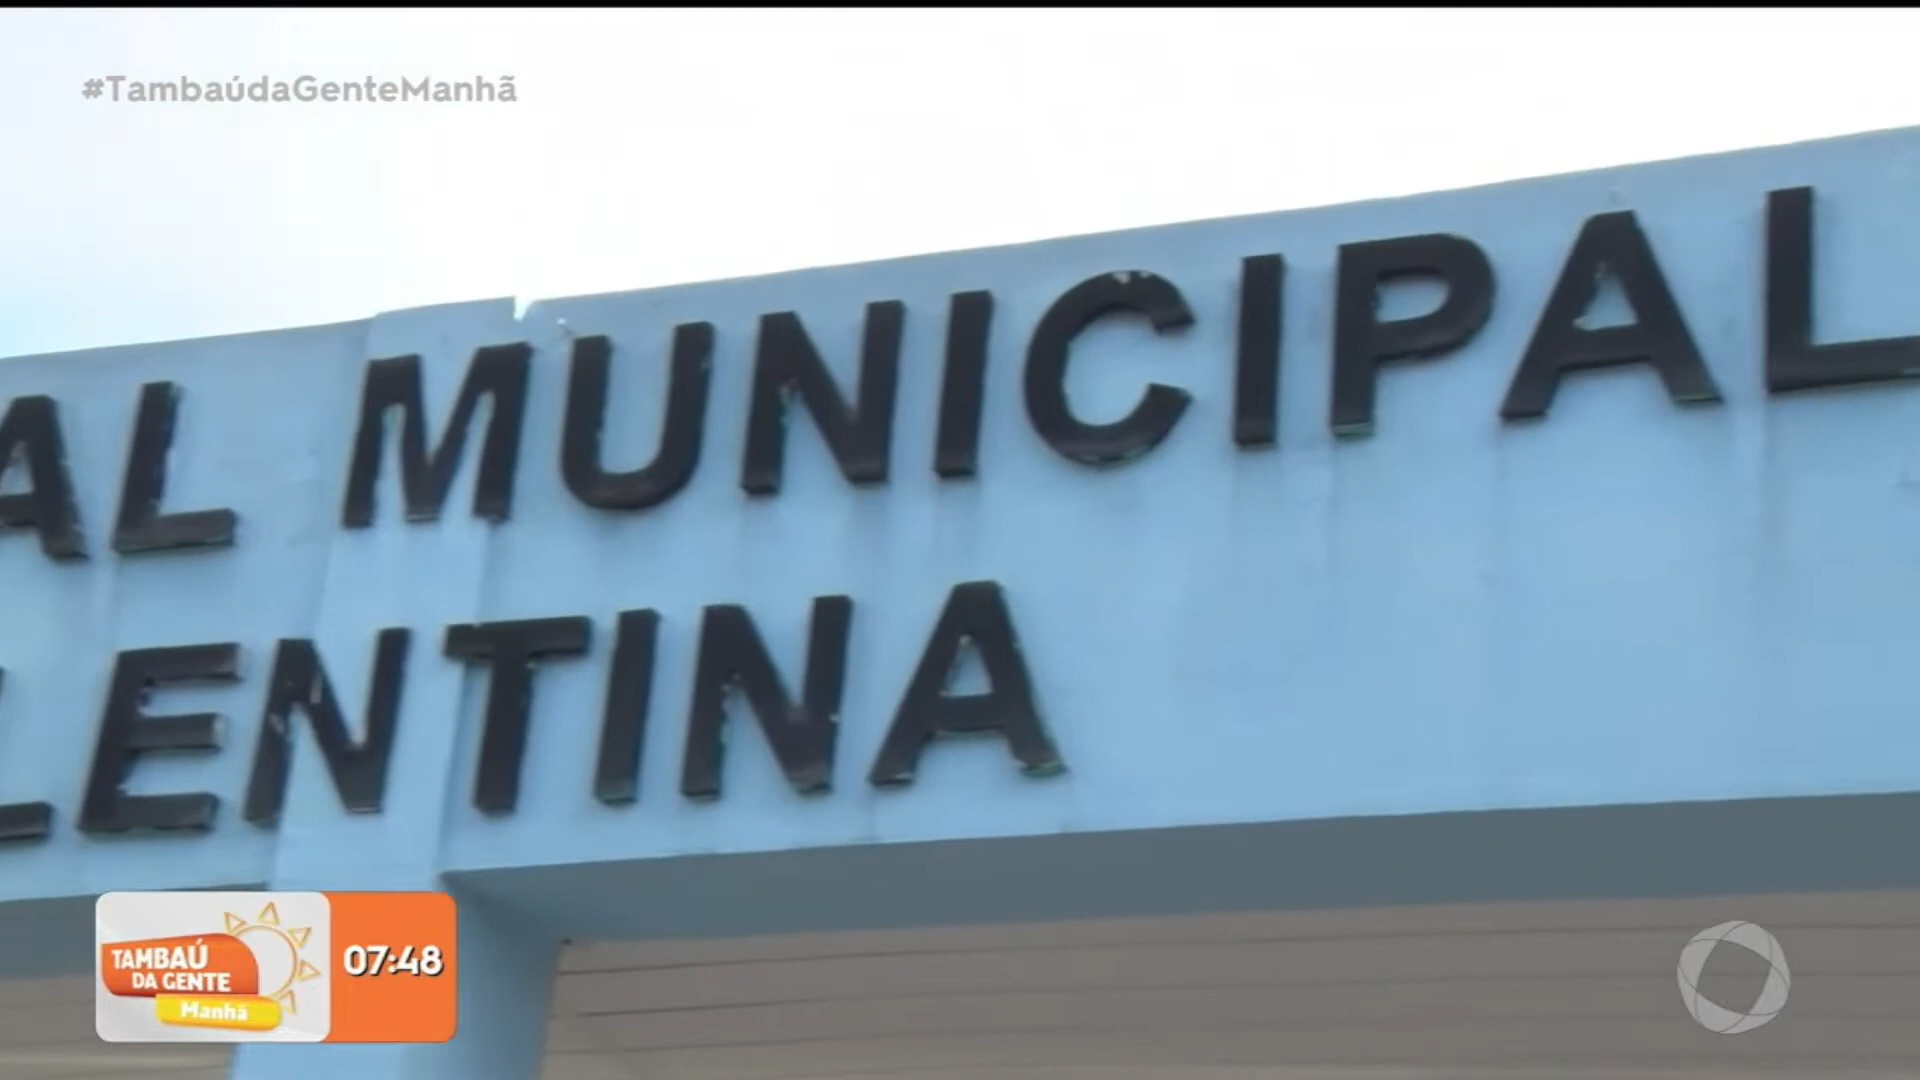 #TambaúdaGenteManhã
AL MUNICIPAL
LENTINA
TAMBAÚ
DA GENTE
Manhã
07:48